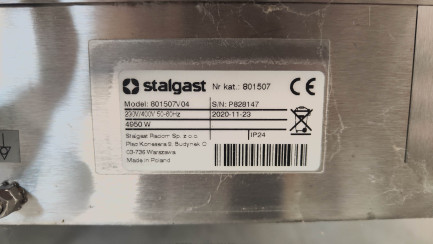 stalgast Nr kat.: 801507 CE
Model: 801507V04 S/N: P828147
230V/400V 50-60Hz 2020-11-23
4950 W
IP24
Stalgast Radom Sp. z o.o.
Plac Konesera 9, Budynek O
03-736 Warszawa
Made in Poland